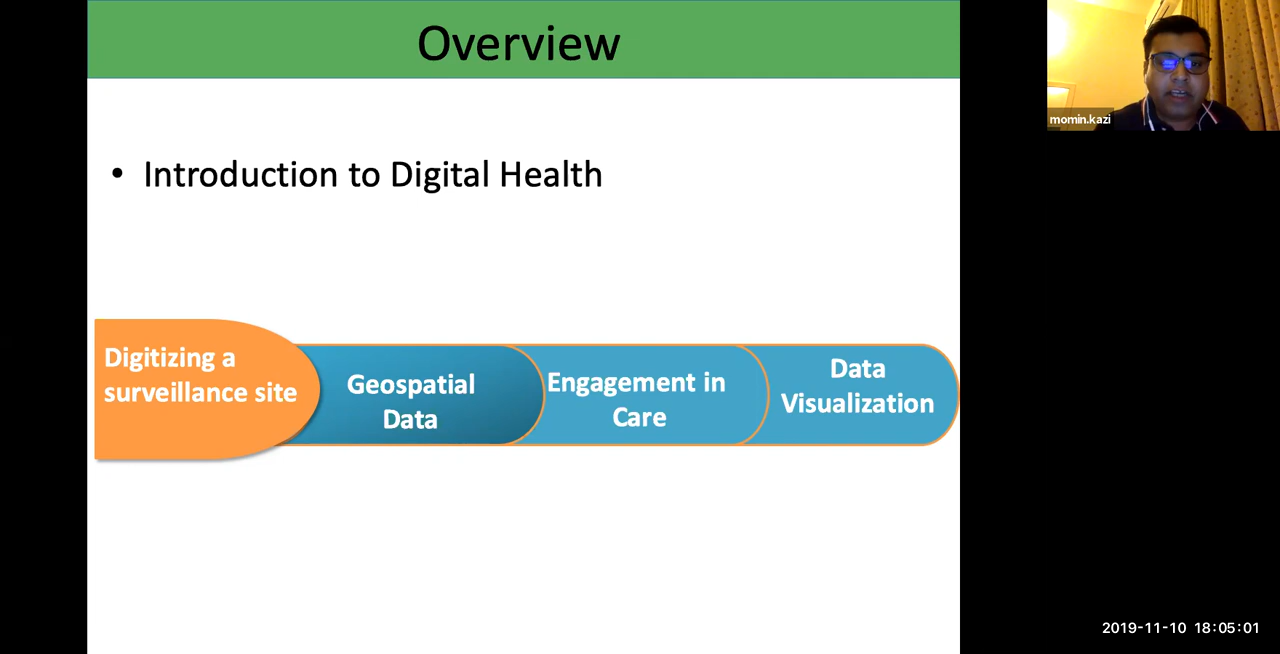 Overview
momin.kazi
• Introduction to Digital Health
Digitizing a
surveillance site
Geospatial
Data
Engagement in
Care
Data
Visualization
2019-11-10 18:05:01